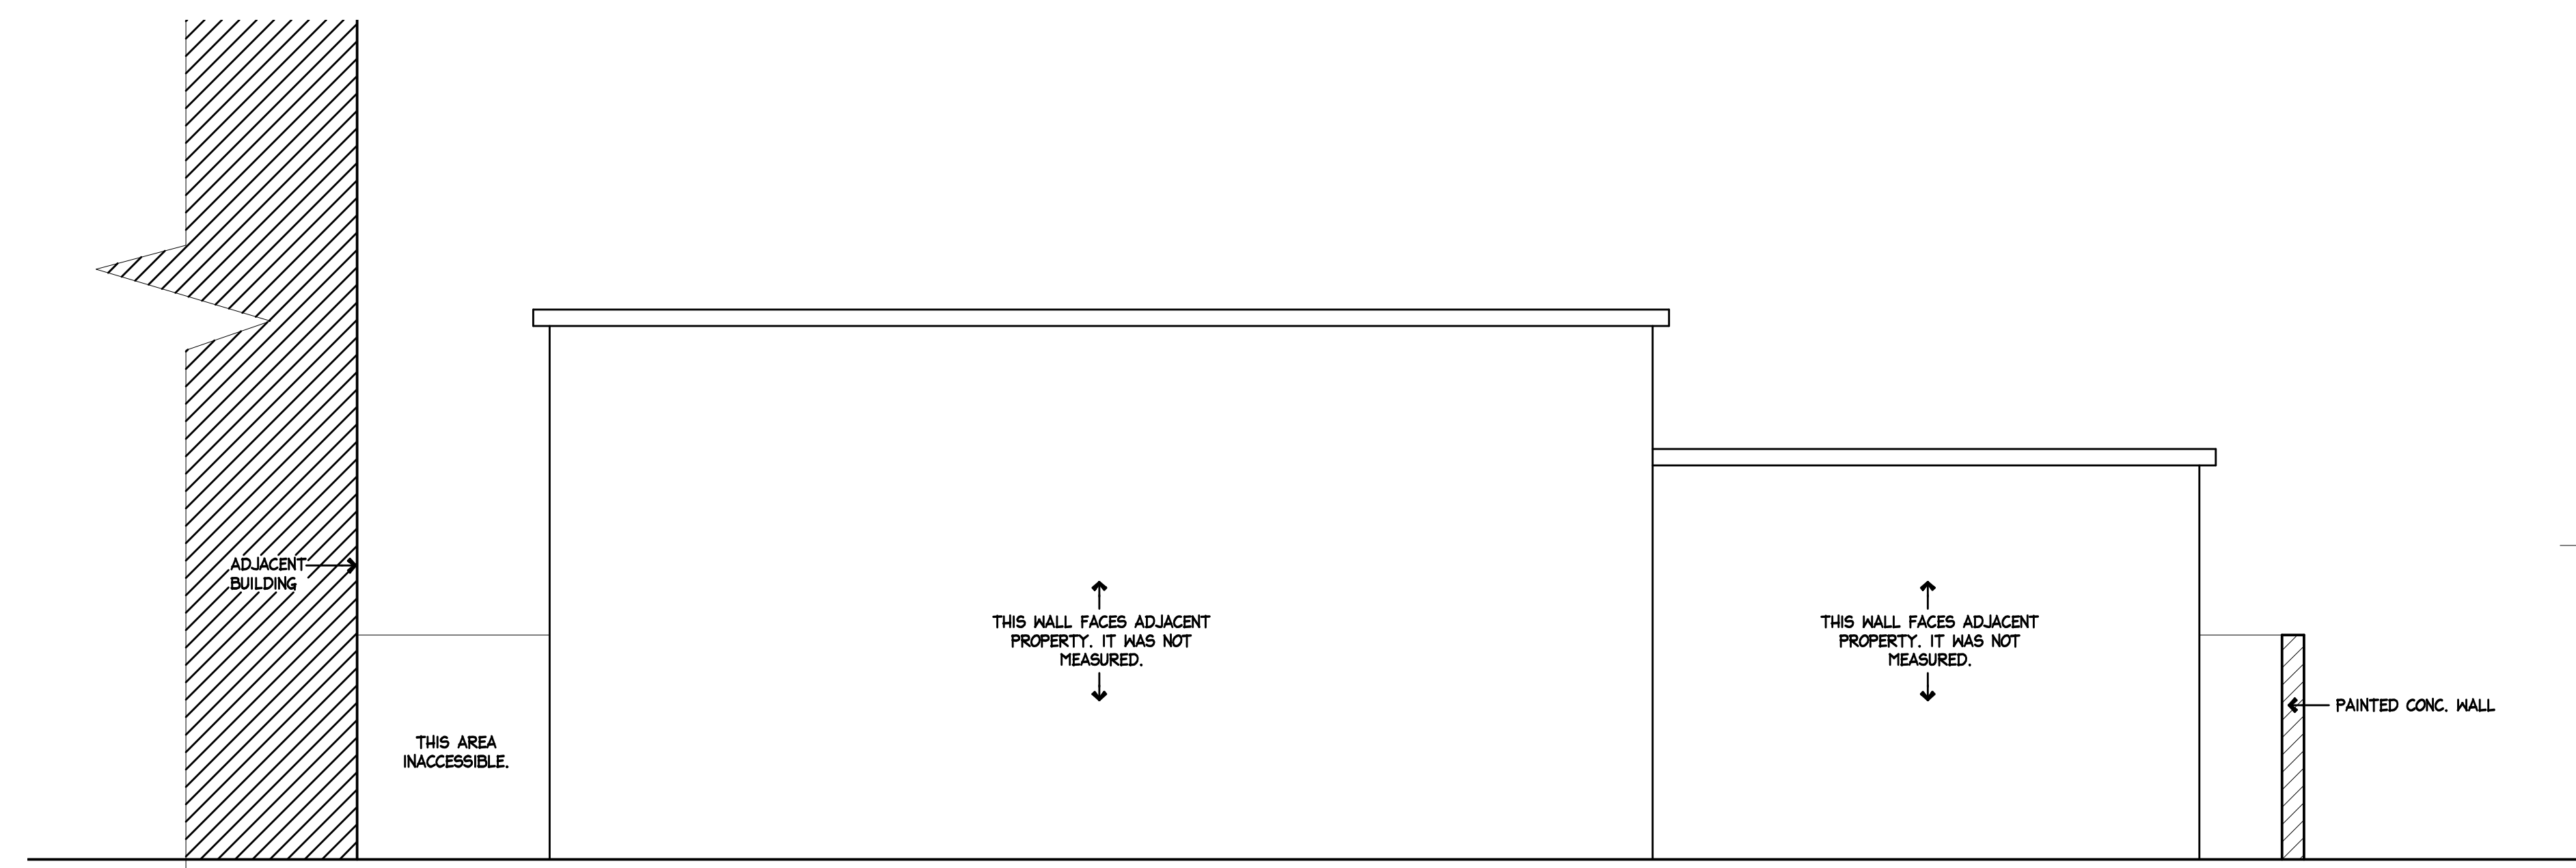 ADJACENT
BUILDING
THIS AREA
INACCESSIBLE.
THIS WALL FACES ADJACENT
PROPERTY. IT WAS NOT
MEASURED.
THIS WALL FACES ADJACENT
PROPERTY. IT WAS NOT
MEASURED.
PAINTED CONC. WALL